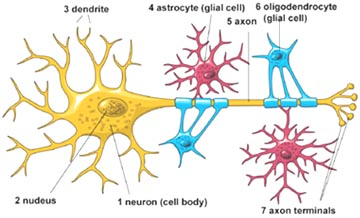 3 dendrite
4 astrocyte (glial cell)
5 axon
6 oligodendrocyte
(glial cell)
2 nudeus
1 neuron (cell body)
7 axon terminals